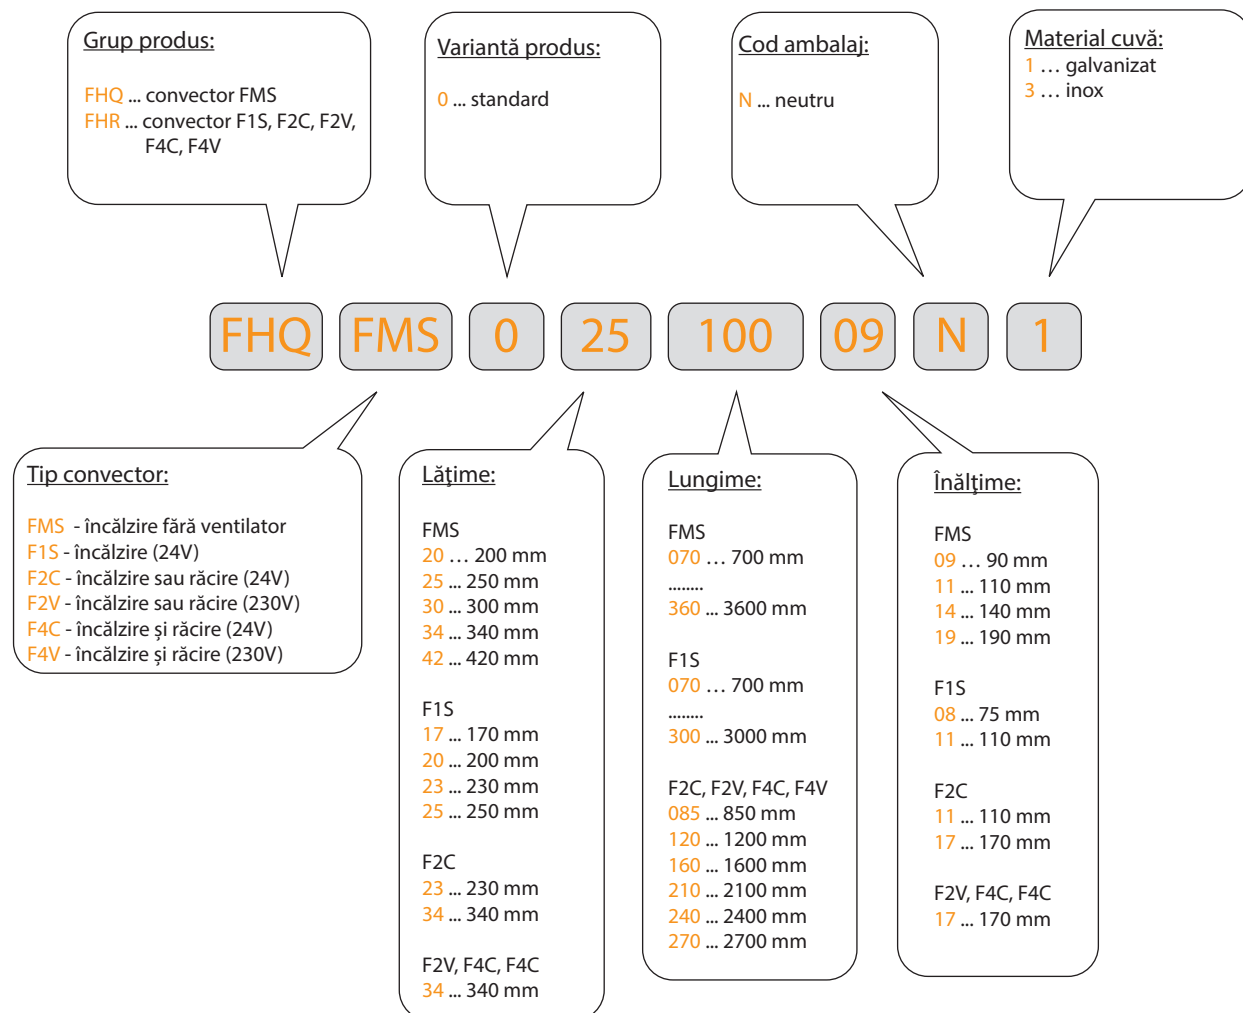 Grup produs:
FHQ ... convector FMS
FHR ... convector F1S, F2C, F2V,
F4C, F4V
Variantă produs:
0 ... standard
Cod ambalaj:
N ... neutru
Material cuvă:
1 ... galvanizat
3 ... inox
FHQ FMS 0 25 100 09 N 1
Tip convector:
FMS - încălzire fără ventilator
F1S - încălzire (24V)
F2C - încălzire sau răcire (24V)
F2V - încălzire sau răcire (230V)
F4C - încălzire și răcire (24V)
F4V - încălzire și răcire (230V)
Lăţime:
FMS
20 ... 200 mm
25 ... 250 mm
30 ... 300 mm
34 ... 340 mm
42 ... 420 mm
F1S
17 ... 170 mm
20 ... 200 mm
23 ... 230 mm
25 ... 250 mm
F2C
23 ... 230 mm
34 ... 340 mm
F2V, F4C, F4C
34 ... 340 mm
Lungime:
FMS
070 ... 700 mm
........
360 ... 3600 mm
F1S
070 ... 700 mm
........
300 ... 3000 mm
F2C, F2V, F4C, F4V
085 ... 850 mm
120 ... 1200 mm
160 ... 1600 mm
210 ... 2100 mm
240 ... 2400 mm
270 ... 2700 mm
Înălţime:
FMS
09 ... 90 mm
11 ... 110 mm
14 ... 140 mm
19 ... 190 mm
F1S
08 ... 75 mm
11 ... 110 mm
F2C
11 ... 110 mm
17 ... 170 mm
F2V, F4C, F4C
17 ... 170 mm